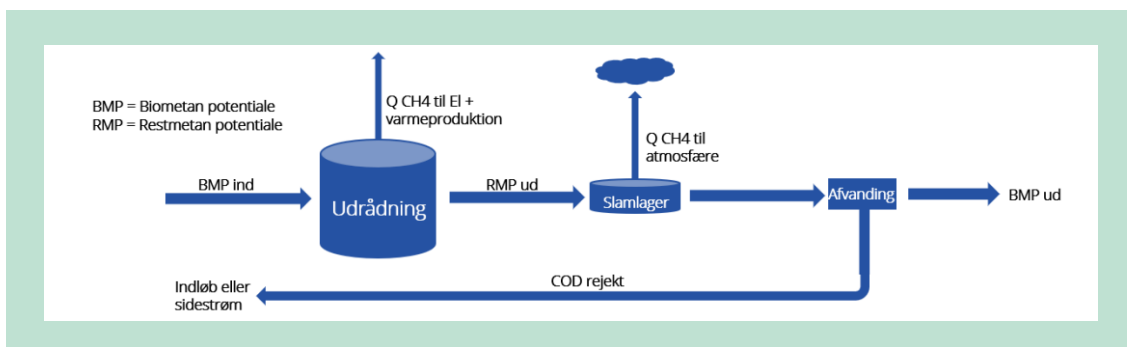 BMP = Biometan potentiale
RMP = Restmetan potentiale
Q CH4 til El +
varmeproduktion
Q CH4 til
atmosfære
BMP ind
Udrådning
RMP ud
Slamlager
Afvanding
BMP ud
COD rejekt
Indløb eller
sidestrøm